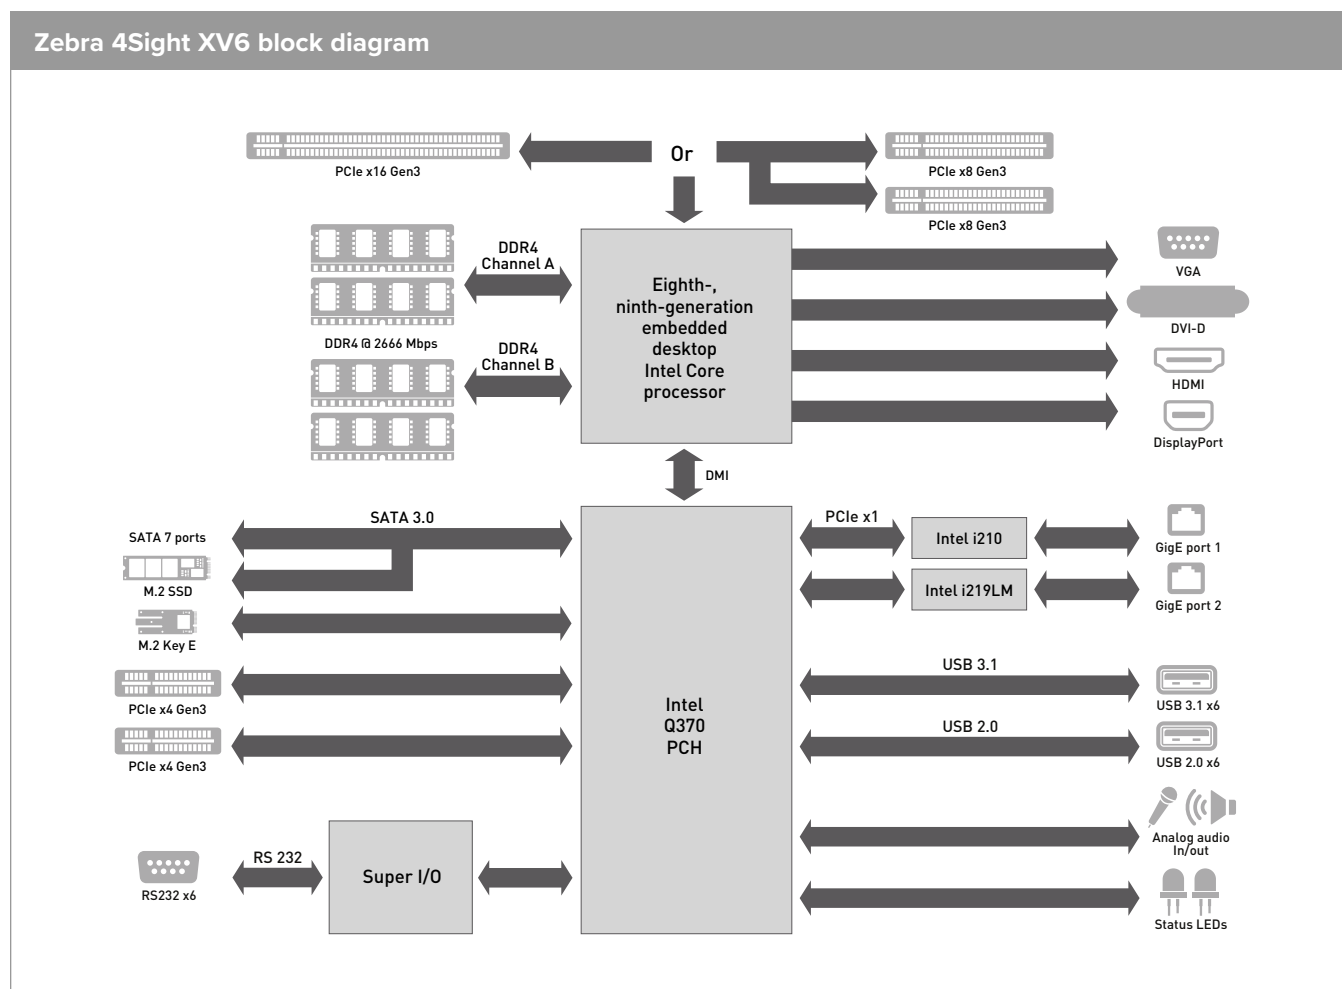 Zebra 4Sight XV6 block diagram
Or
PCIe x16 Gen3
PCIe x8 Gen3
PCIe x8 Gen3
DDR4
Channel A
DDR4 @ 2666 Mbps
DDR4
Channel B
Eighth-,
ninth-generation
embedded
desktop
Intel Core
processor
VGA
DVI-D
HDMI
DisplayPort
DMI
SATA 3.0
SATA 7 ports
M.2 SSD
M.2 Key E
PCIe x4 Gen3
PCIe x4 Gen3
RS 232
RS232 x6
Super I/O
Intel
Q370
PCH
PCIe x1
Intel i210
GigE port 1
Intel i219LM
GigE port 2
USB 3.1
USB 3.1 x6
USB 2.0
USB 2.0 x6
Analog audio
In/out
Status LEDs